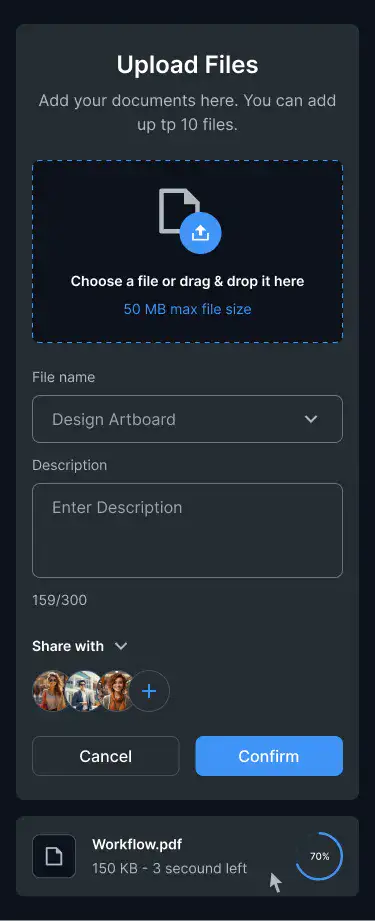 Upload Files
Add your documents here. You can add
up tp 10 files.
Choose a file or drag & drop it here
50 MB max file size
File name
Design Artboard
Description
Enter Description
159/300
Share with
Cancel
Confirm
Workflow.pdf
150 KB - 3 secound left
70%